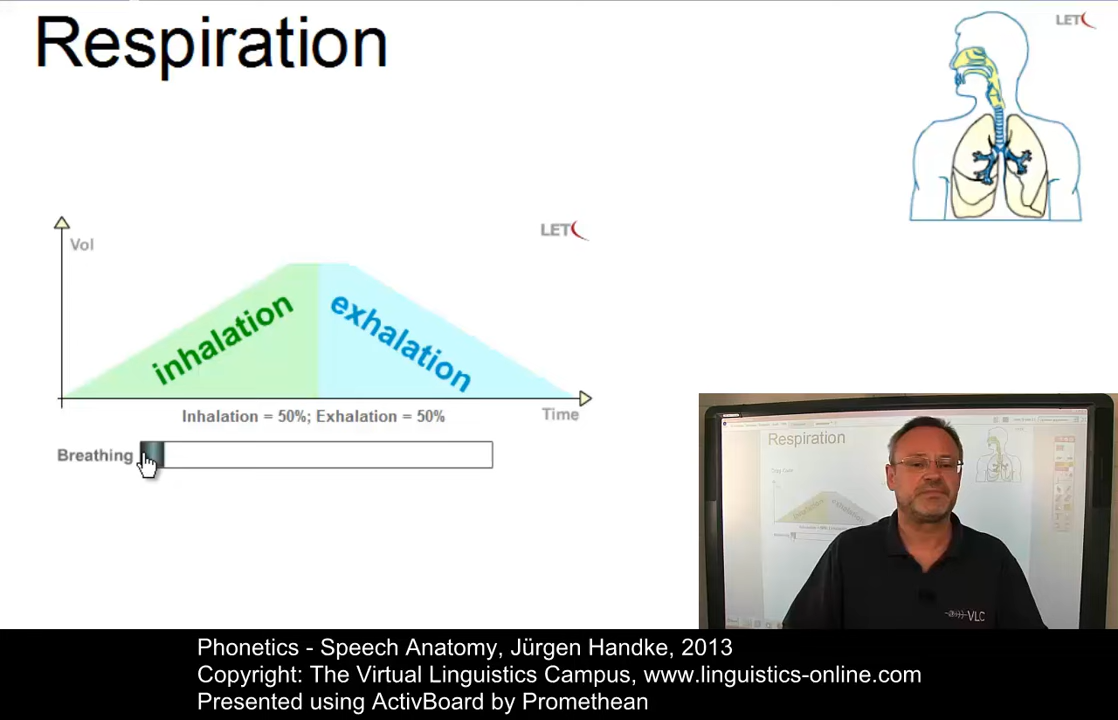 Respiration
LET
Vol
LET
inhalation
exhalation
Inhalation = 50%; Exhalation = 50%
Time
Breathing
Respiration
VLC
Phonetics - Speech Anatomy, Jürgen Handke, 2013
Copyright: The Virtual Linguistics Campus, www.linguistics-online.com
Presented using ActivBoard by Promethean